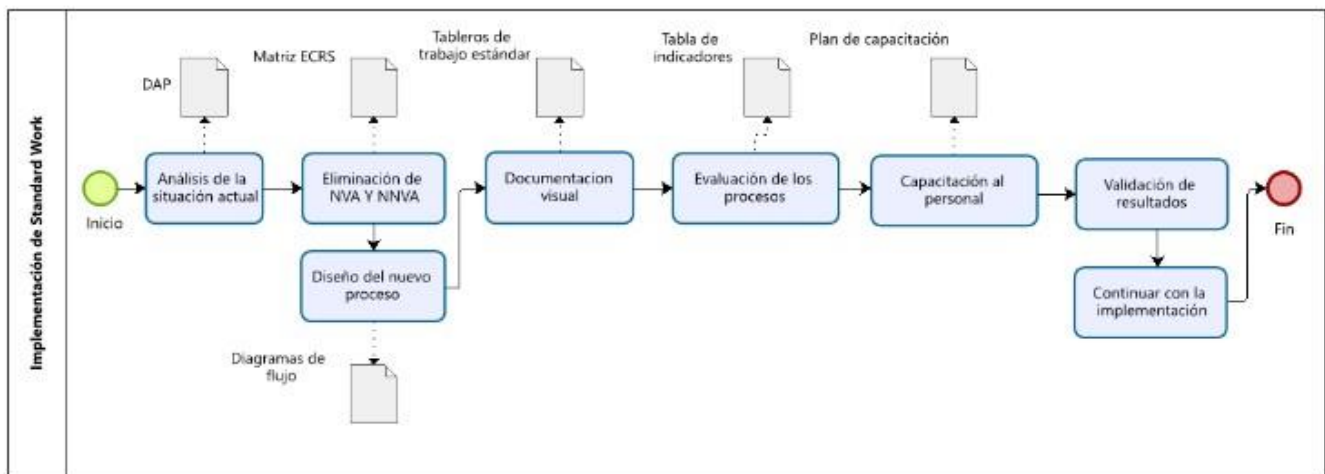 Implementación de Standard Work
Inicio
DAP
Análisis de la
situación actual
Matriz ECRS
Eliminación de
NVA Y NNVA
Diseño del nuevo
proceso
Diagramas de
flujo
Tableros de
trabajo estándar
Documentacion
visual
Tabla de
indicadores
Evaluación de los
procesos
Plan de capacitación
Capacitación al
personal
Validación de
resultados
Continuar con la
implementación
Fin